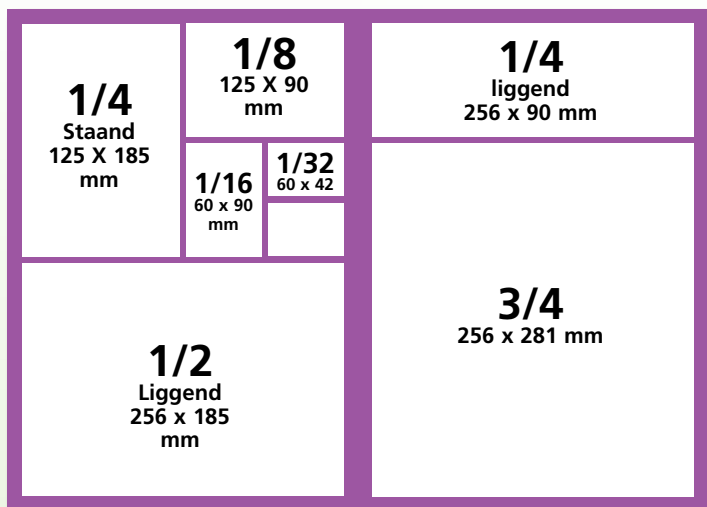 1/4
Staand
125 X 185
mm
1/8
125 X 90
mm
1/16
60 x 90
mm
1/32
60 x 42
1/2
Liggend
256 x 185
mm
1/4
liggend
256 x 90 mm
3/4
256 x 281 mm